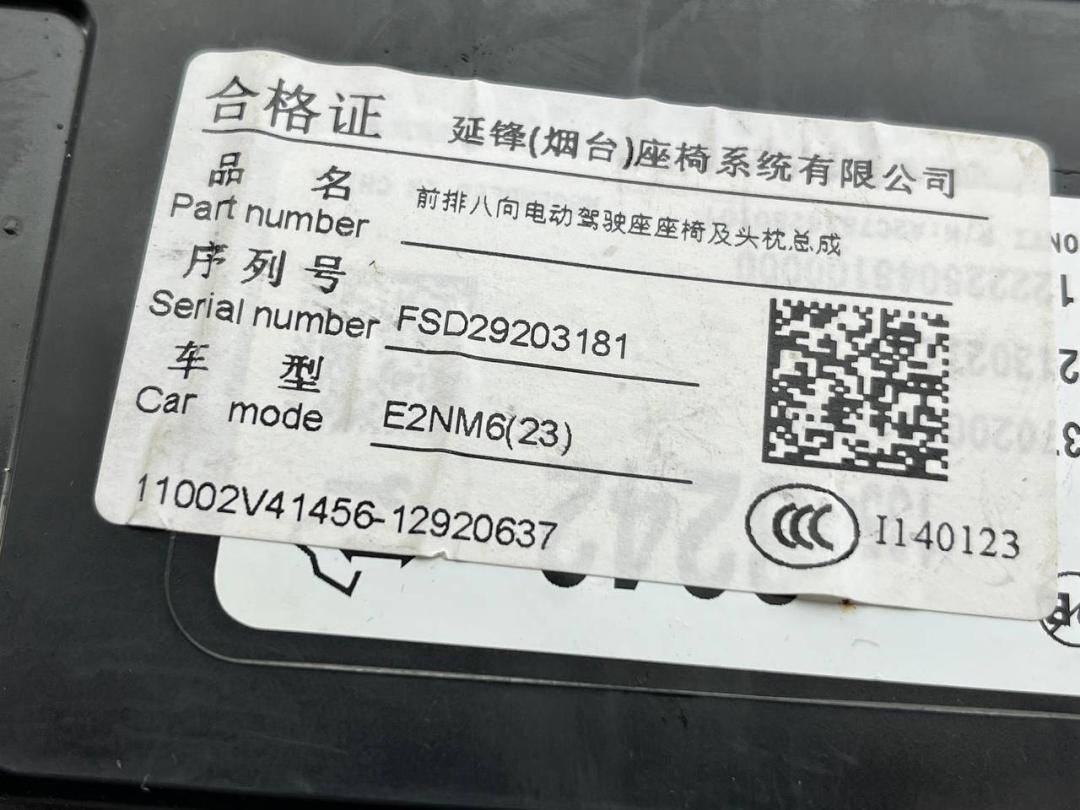 合格证
延锋(烟台)座椅系统有限公司
品 名
Part number 前排八向电动驾驶座座椅及头枕总成
序列号
Serial number FSD29203181
车 型
Car mode E2NM6(23)
11002V41456-12920637
CCC I140123